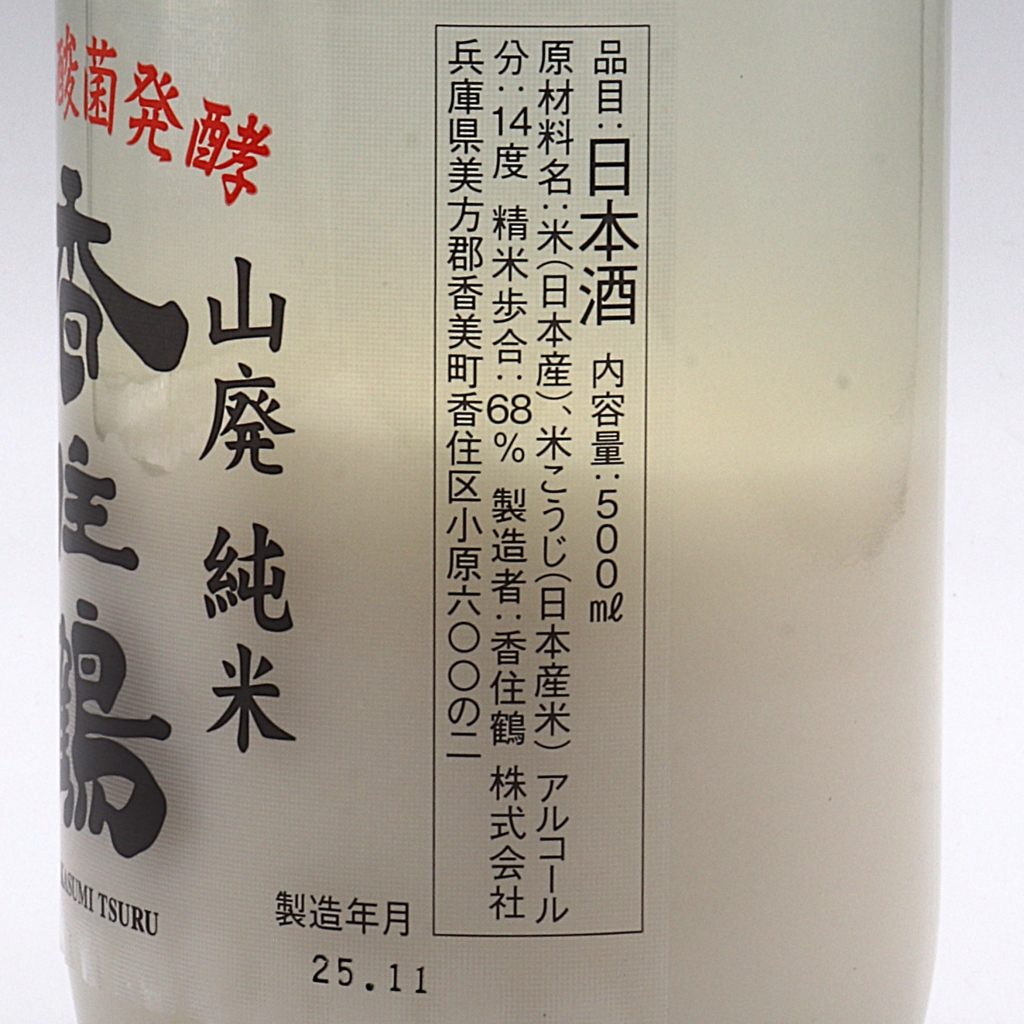 品目：日本酒 内容量：500㎖
原材料名：米（日本産）、米こうじ（日本産米） アルコール
分：14度 精米歩合：68% 製造者：香住鶴 株式会社
兵庫県美方郡香美町香住区小原六〇〇の二
酸菌発酵
山廃 純米
香住鶴
KASUMI TSURU
製造年月
25.11